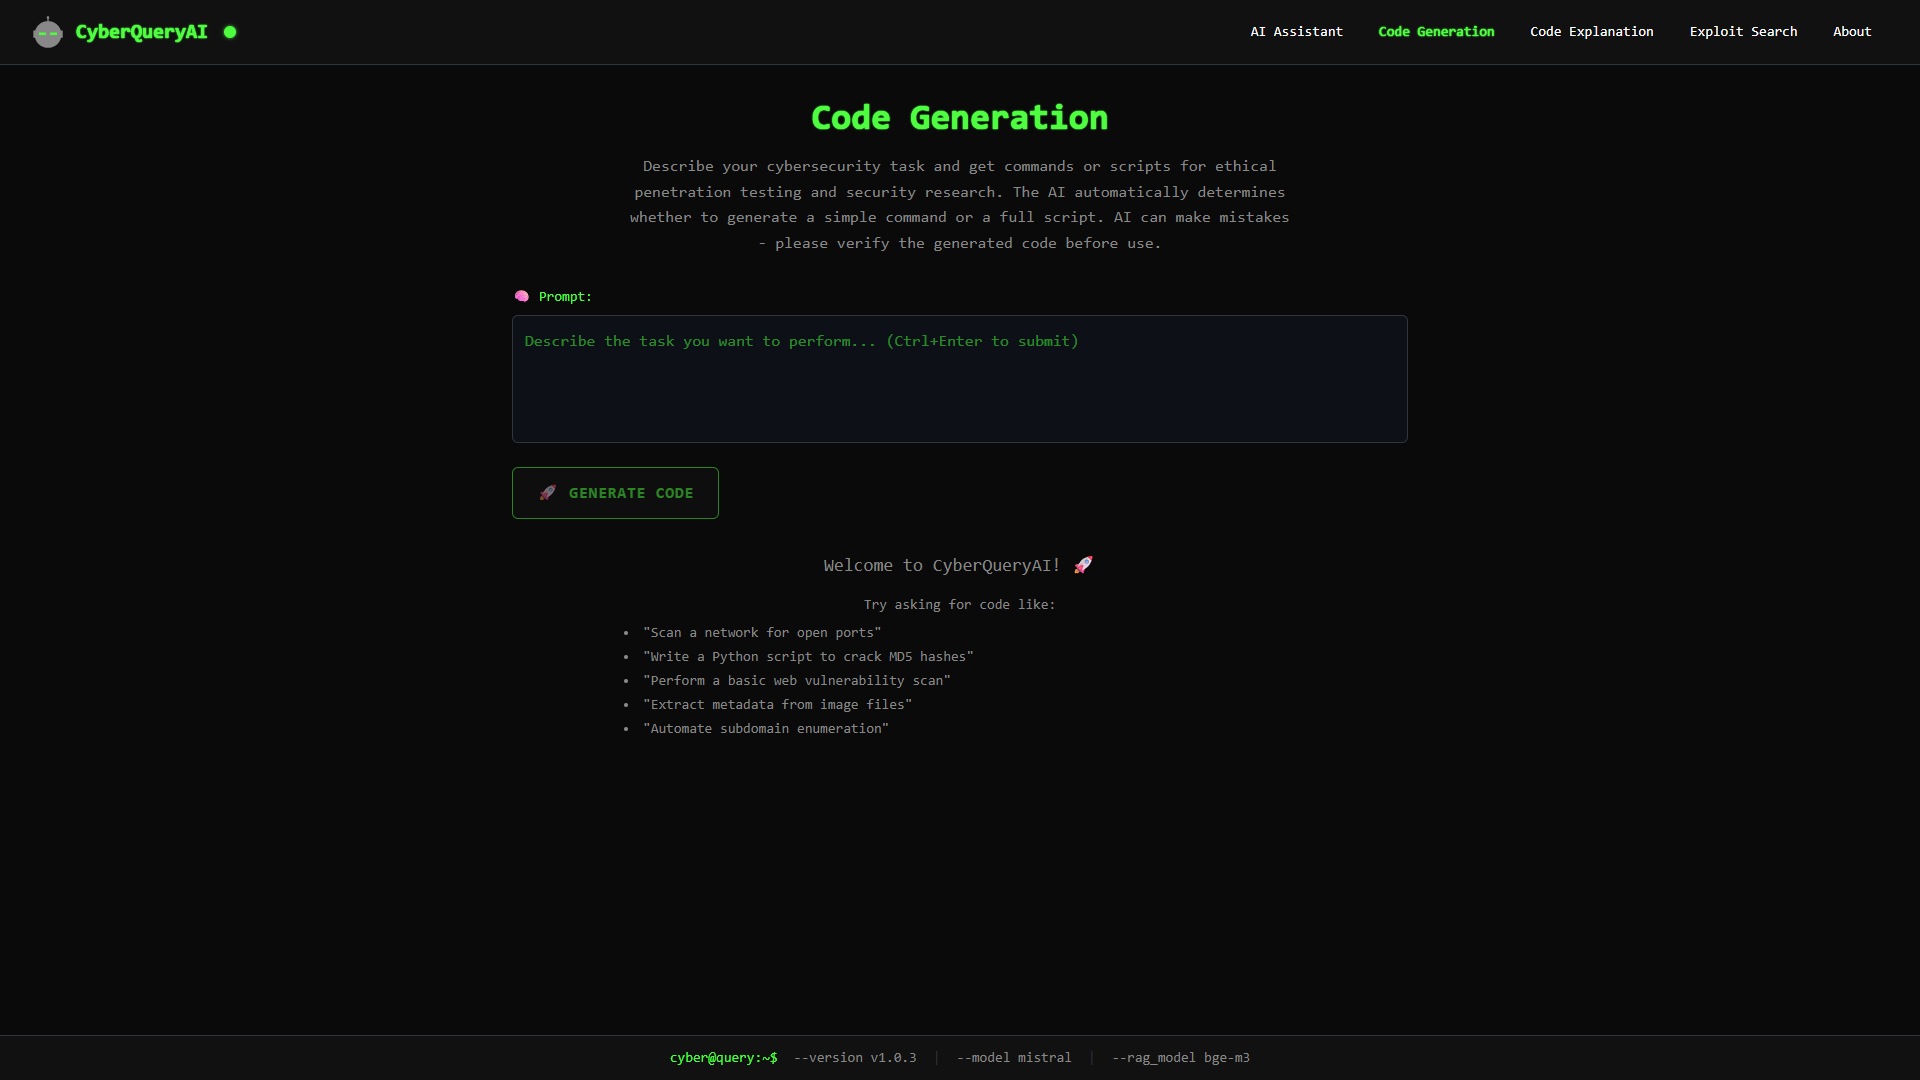 CyberQueryAI
AI Assistant
Code Generation
Code Explanation
Exploit Search
About
Code Generation
Describe your cybersecurity task and get commands or scripts for ethical
penetration testing and security research. The AI automatically determines
whether to generate a simple command or a full script. AI can make mistakes
- please verify the generated code before use.
Prompt:
Describe the task you want to perform... (Ctrl+Enter to submit)
GENERATE CODE
Welcome to CyberQueryAI!
Try asking for code like:
"Scan a network for open ports"
"Write a Python script to crack MD5 hashes"
"Perform a basic web vulnerability scan"
"Extract metadata from image files"
"Automate subdomain enumeration"
cyber@query:~$ --version v1.0.3 | --model mistral | --rag_model bge-m3